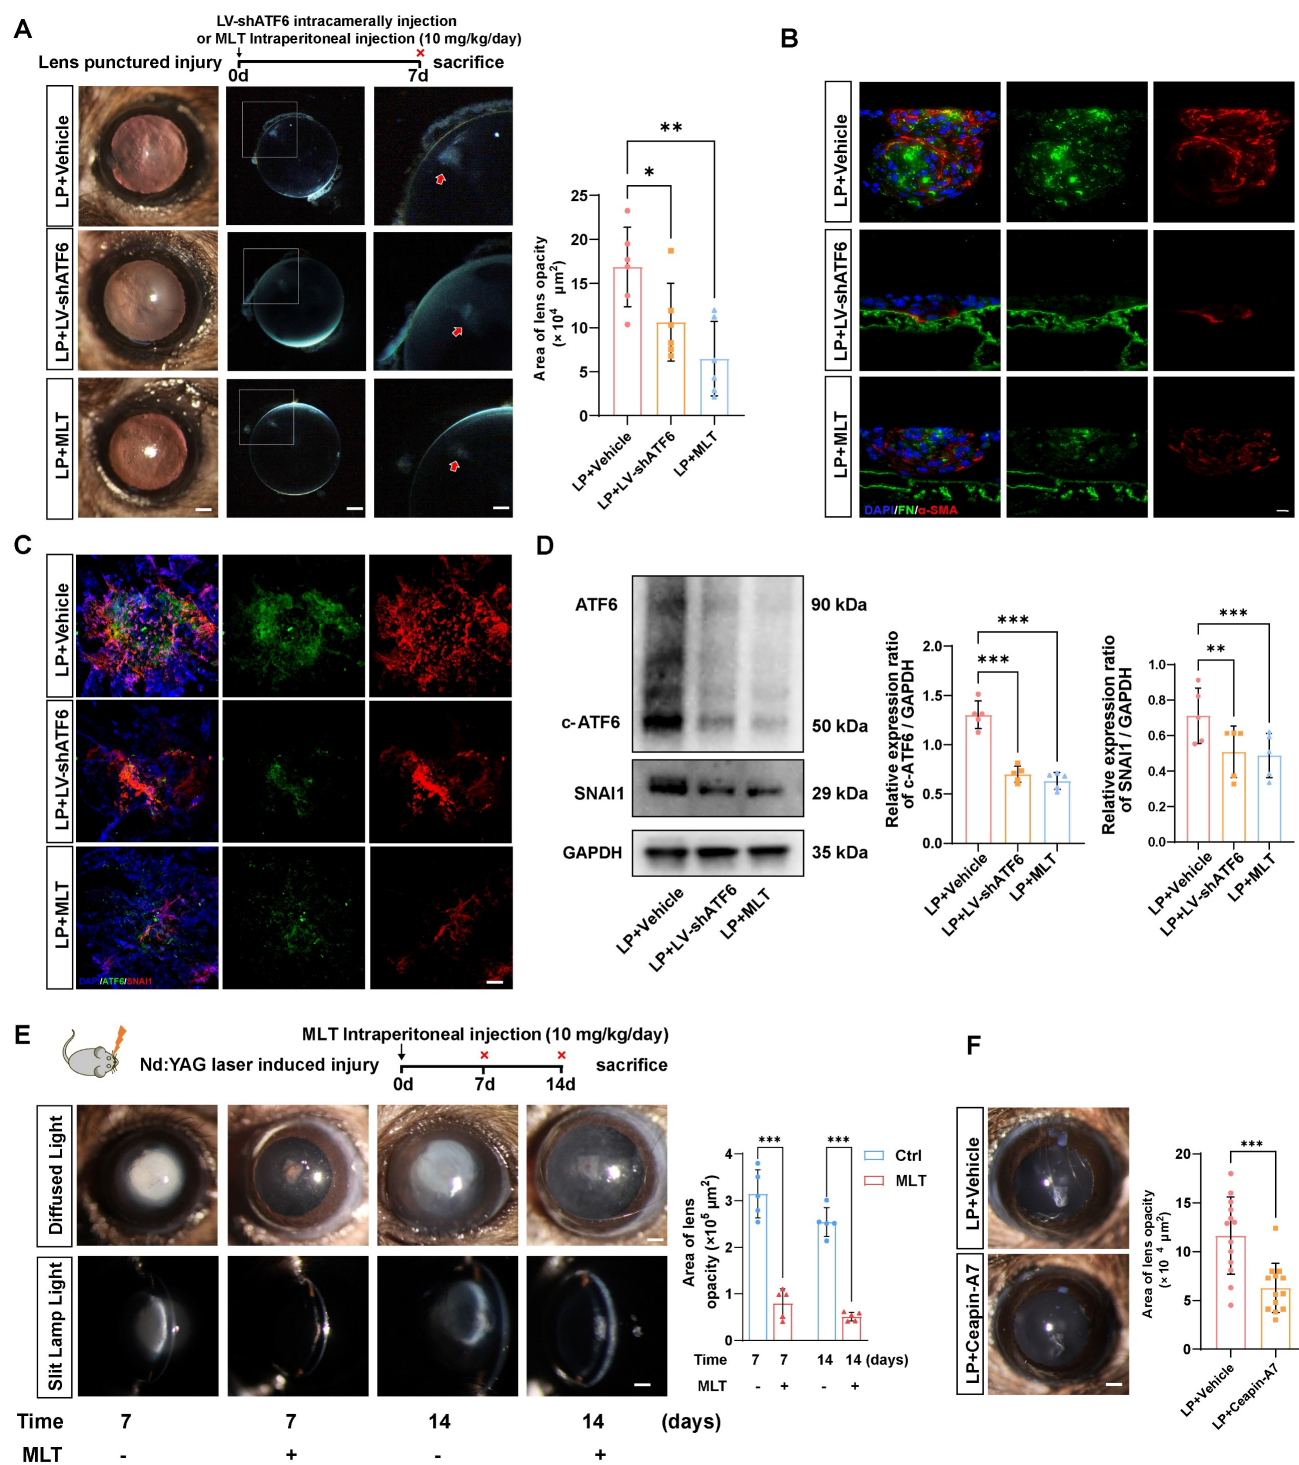 A
LV-shATF6 intracamerally injection
or MLT Intraperitoneal injection (10 mg/kg/day)
Lens punctured injury
0d
7d
sacrifice
LP+Vehicle
LP+LV-shATF6
LP+MLT
Area of lens opacity
(× 10⁴ μm²)
25
20
15
10
5
0
*
**
LP+Vehicle
LP+LV-shATF6
LP+MLT
B
LP+Vehicle
LP+LV-shATF6
LP+MLT
DAPI/FN/α-SMA
C
LP+Vehicle
LP+LV-shATF6
LP+MLT
DAPI/ATF6/SNAI1
D
ATF6
90 kDa
c-ATF6
50 kDa
SNAI1
29 kDa
GAPDH
35 kDa
LP+Vehicle
LP+LV-shATF6
LP+MLT
Relative expression ratio
of c-ATF6 / GAPDH
2.0
1.5
1.0
0.5
0.0
***
***
LP+Vehicle
LP+LV-shATF6
LP+MLT
Relative expression ratio
of SNAI1 / GAPDH
1.0
0.8
0.6
0.4
0.2
0.0
**
***
LP+Vehicle
LP+LV-shATF6
LP+MLT
E
MLT Intraperitoneal injection (10 mg/kg/day)
Nd:YAG laser induced injury
0d
7d
14d
sacrifice
Diffused Light
Slit Lamp Light
Time 7 7 14 14 (days)
MLT - + - +
Area of lens
opacity (×10⁵ μm²)
4
3
2
1
0
***
***
Ctrl
MLT
Time 7 7 14 14 (days)
MLT - + - +
F
LP+Vehicle
LP+Ceapin-A7
Area of lens opacity
(× 10⁴ μm²)
20
15
10
5
0
***
LP+Vehicle
LP+Ceapin-A7